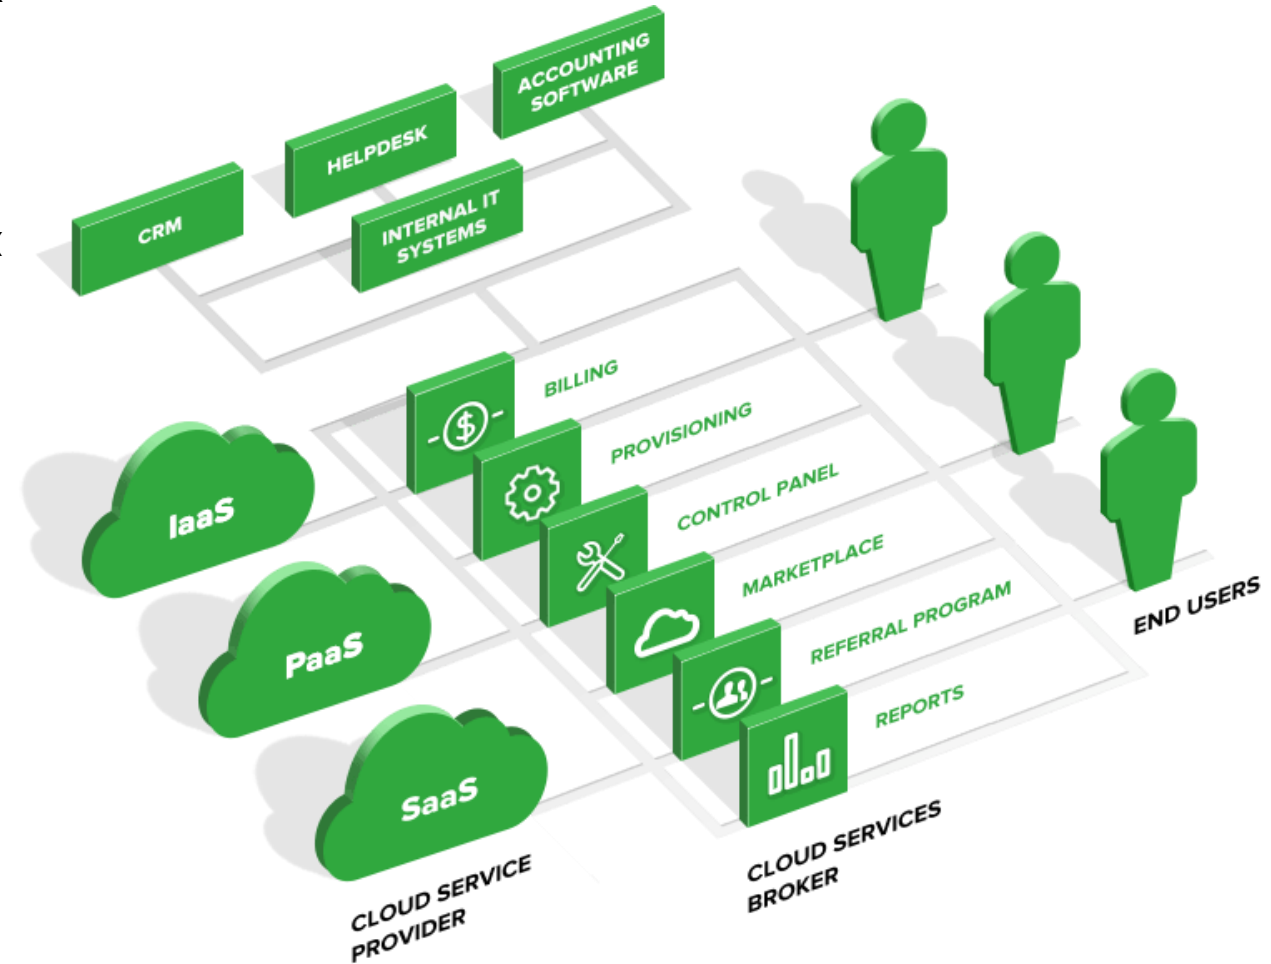 ACCOUNTING
SOFTWARE
HELPDESK
CRM
INTERNAL IT
SYSTEMS
BILLING
$
PROVISIONING
CONTROL PANEL
MARKETPLACE
REFERRAL PROGRAM
REPORTS
IaaS
PaaS
SaaS
END USERS
CLOUD SERVICES
BROKER
CLOUD SERVICE
PROVIDER